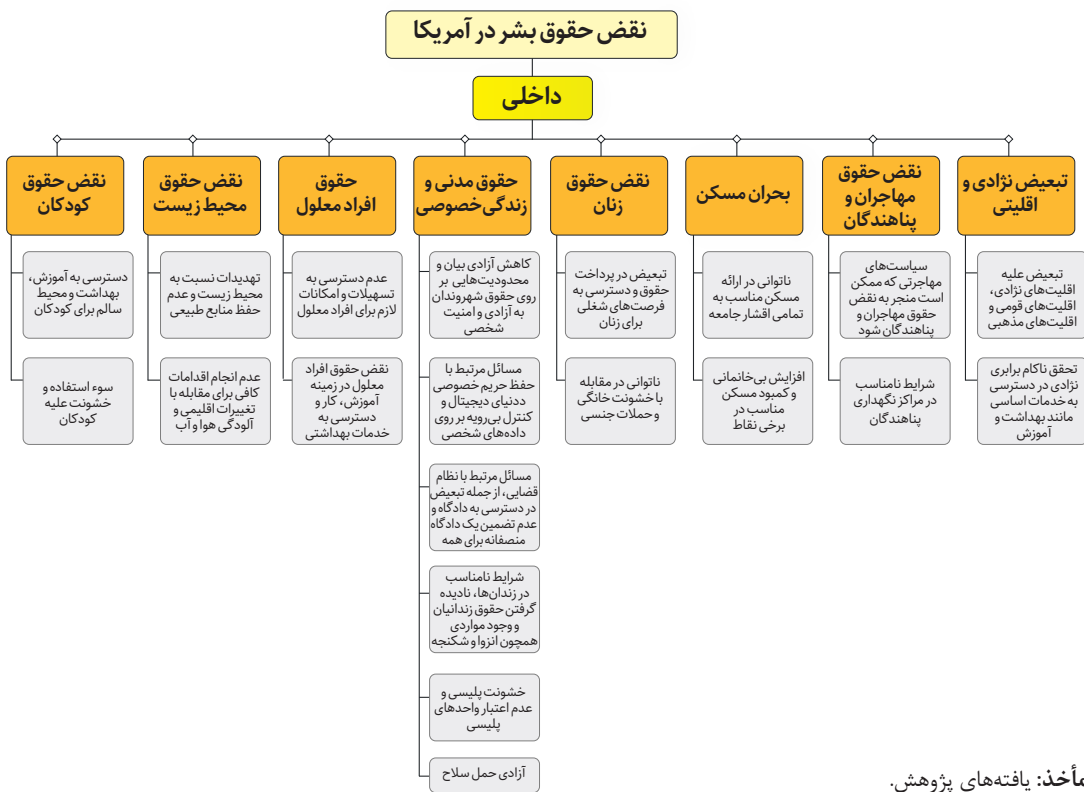 نقض حقوق بشر در آمریکا
داخلی
تبعیض نژادی و
اقلیتی
تبعیض علیه
اقلیت‌های نژادی،
اقلیت‌های قومی و
اقلیت‌های مذهبی
تحقق ناکام برابری
نژادی در دسترسی
به خدمات اساسی
مانند بهداشت و
آموزش
نقض حقوق
مهاجران و
پناهندگان
سیاست‌های
مهاجرتی که ممکن
است منجر به نقض
حقوق مهاجران و
پناهندگان شود
شرایط نامناسب
در مراکز نگهداری
پناهندگان
بحران مسکن
ناتوانی در ارائه
مسکن مناسب به
تمامی اقشار جامعه
افزایش بی‌خانمانی
و کمبود مسکن
مناسب در
برخی نقاط
نقض حقوق
زنان
تبعیض در پرداخت
حقوق و دسترسی به
فرصت‌های شغلی
برای زنان
ناتوانی در مقابله
با خشونت خانگی
و حملات جنسی
حقوق مدنی و
زندگی خصوصی
کاهش آزادی بیان و
محدودیت‌هایی بر
روی حقوق شهروندان
به آزادی و امنیت
شخصی
مسائل مرتبط با
حفظ حریم خصوصی
ددنیای دیجیتال و
کنترل بی‌رویه بر روی
داده‌های شخصی
مسائل مرتبط با نظام
قضایی، از جمله تبعیض
در دسترسی به دادگاه و
عدم تضمین یک دادگاه
منصفانه برای همه
شرایط نامناسب
در زندان‌ها، نادیده
گرفتن حقوق زندانیان
و وجود مواردی
همچون انزوا و شکنجه
خشونت پلیسی و
عدم اعتبار واحدهای
پلیسی
آزادی حمل سلاح
حقوق
افراد معلول
عدم دسترسی به
تسهیلات و امکانات
لازم برای افراد معلول
نقض حقوق افراد
معلول در زمینه
آموزش، کار و
دسترسی به
خدمات بهداشتی
نقض حقوق
محیط زیست
تهدیدات نسبت به
محیط زیست و عدم
حفظ منابع طبیعی
عدم انجام اقدامات
کافی برای مقابله با
تغییرات اقلیمی و
آلودگی هوا و آب
نقض حقوق
کودکان
دسترسی به آموزش،
بهداشت و محیط
سالم برای کودکان
سوء استفاده و
خشونت علیه
کودکان
مأخذ: یافته‌های پژوهش.